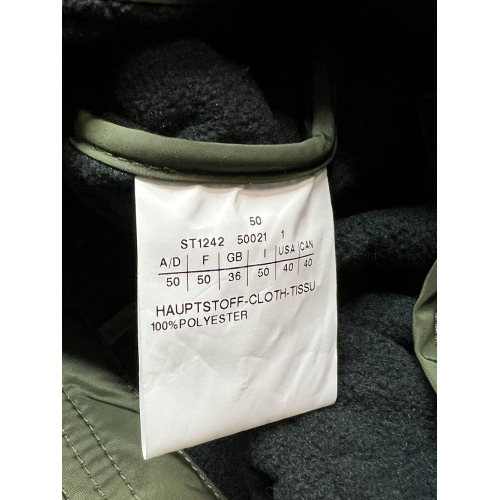 50
ST1242 50021 1
A/D F GB I USA CAN
50 50 36 50 40 40
HAUPTSTOFF-CLOTH-TISSU
100%POLYESTER